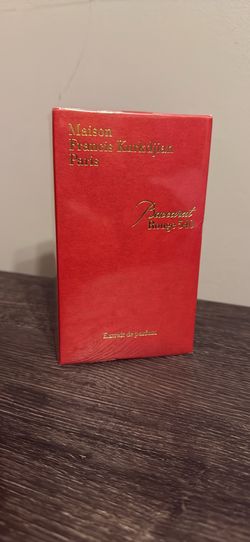 Maison
Francis Kurkdjian
Paris
Baccarat
Rouge 540
Extrait de parfum